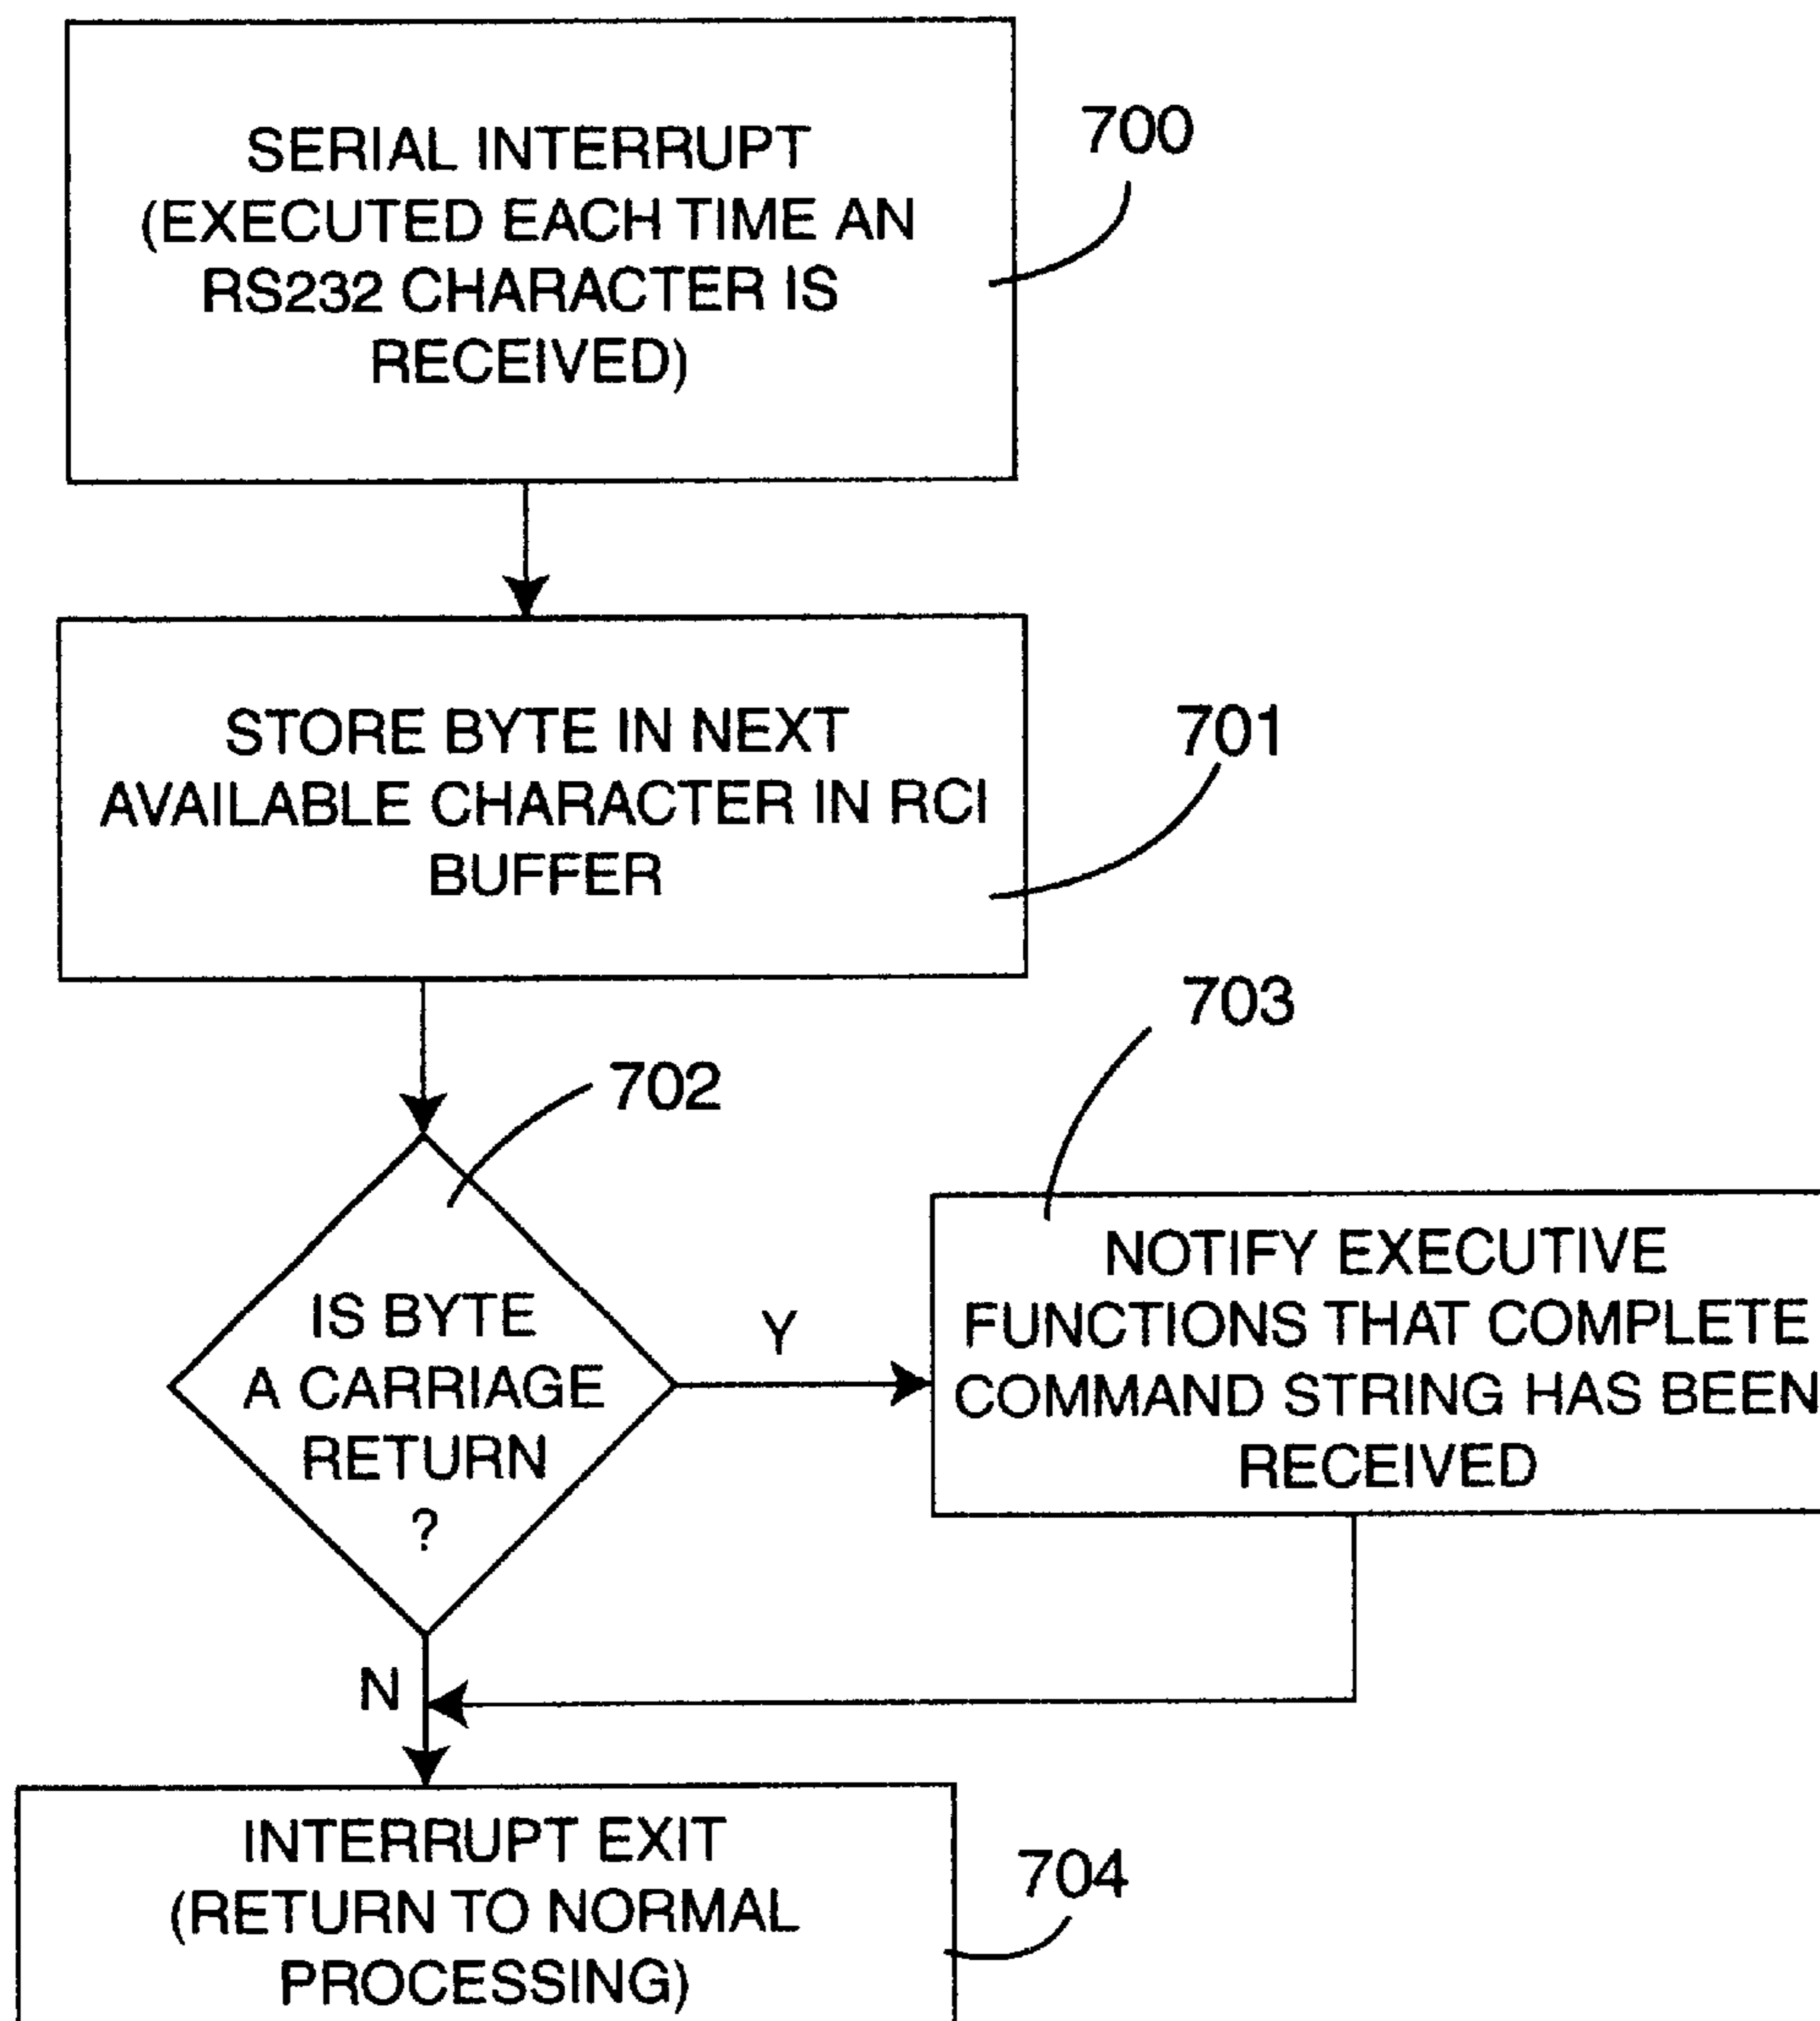 SERIAL INTERRUPT
(EXECUTED EACH TIME AN
RS232 CHARACTER IS
RECEIVED)
700
STORE BYTE IN NEXT
AVAILABLE CHARACTER IN RCI
BUFFER
701
702
IS BYTE
A CARRIAGE
RETURN
?
Y
N
703
NOTIFY EXECUTIVE
FUNCTIONS THAT COMPLETE
COMMAND STRING HAS BEEN
RECEIVED
INTERRUPT EXIT
(RETURN TO NORMAL
PROCESSING)
704